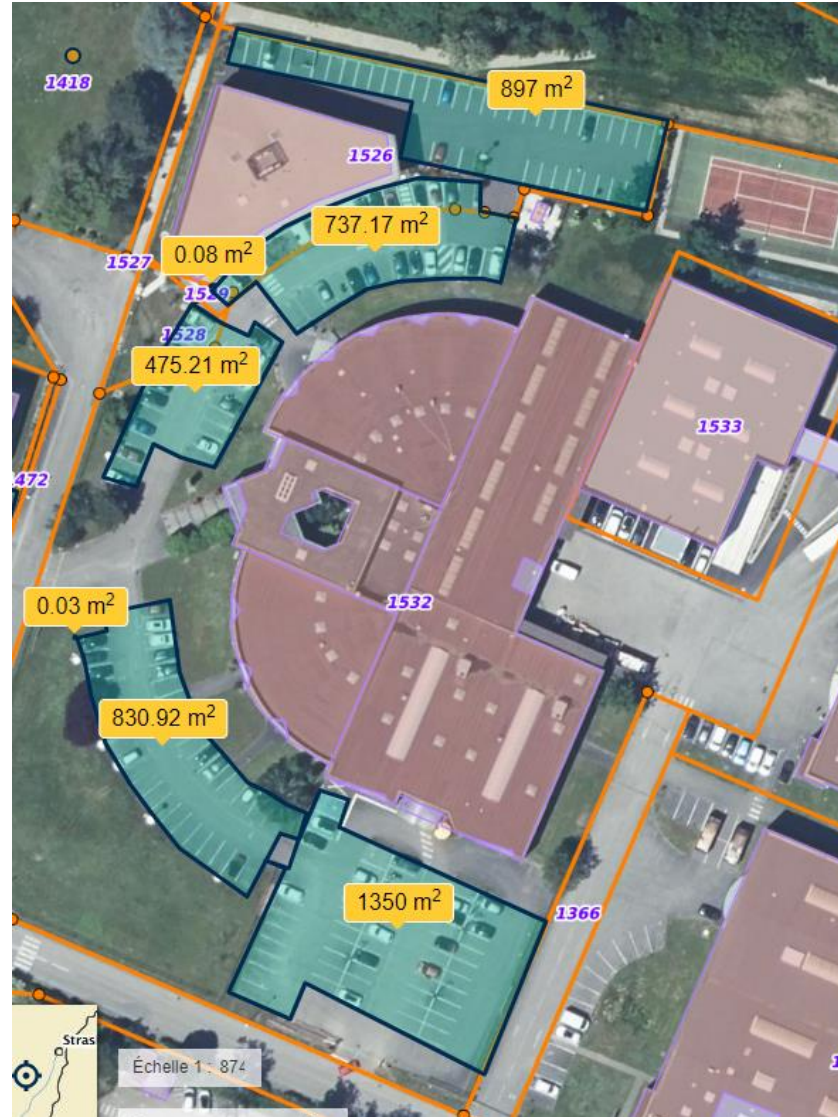 1418
897 m²
1526
737.17 m²
1527
0.08 m²
1529
1528
475.21 m²
1533
472
0.03 m²
1532
830.92 m²
1350 m²
1366
Stras
Échelle 1 : 874